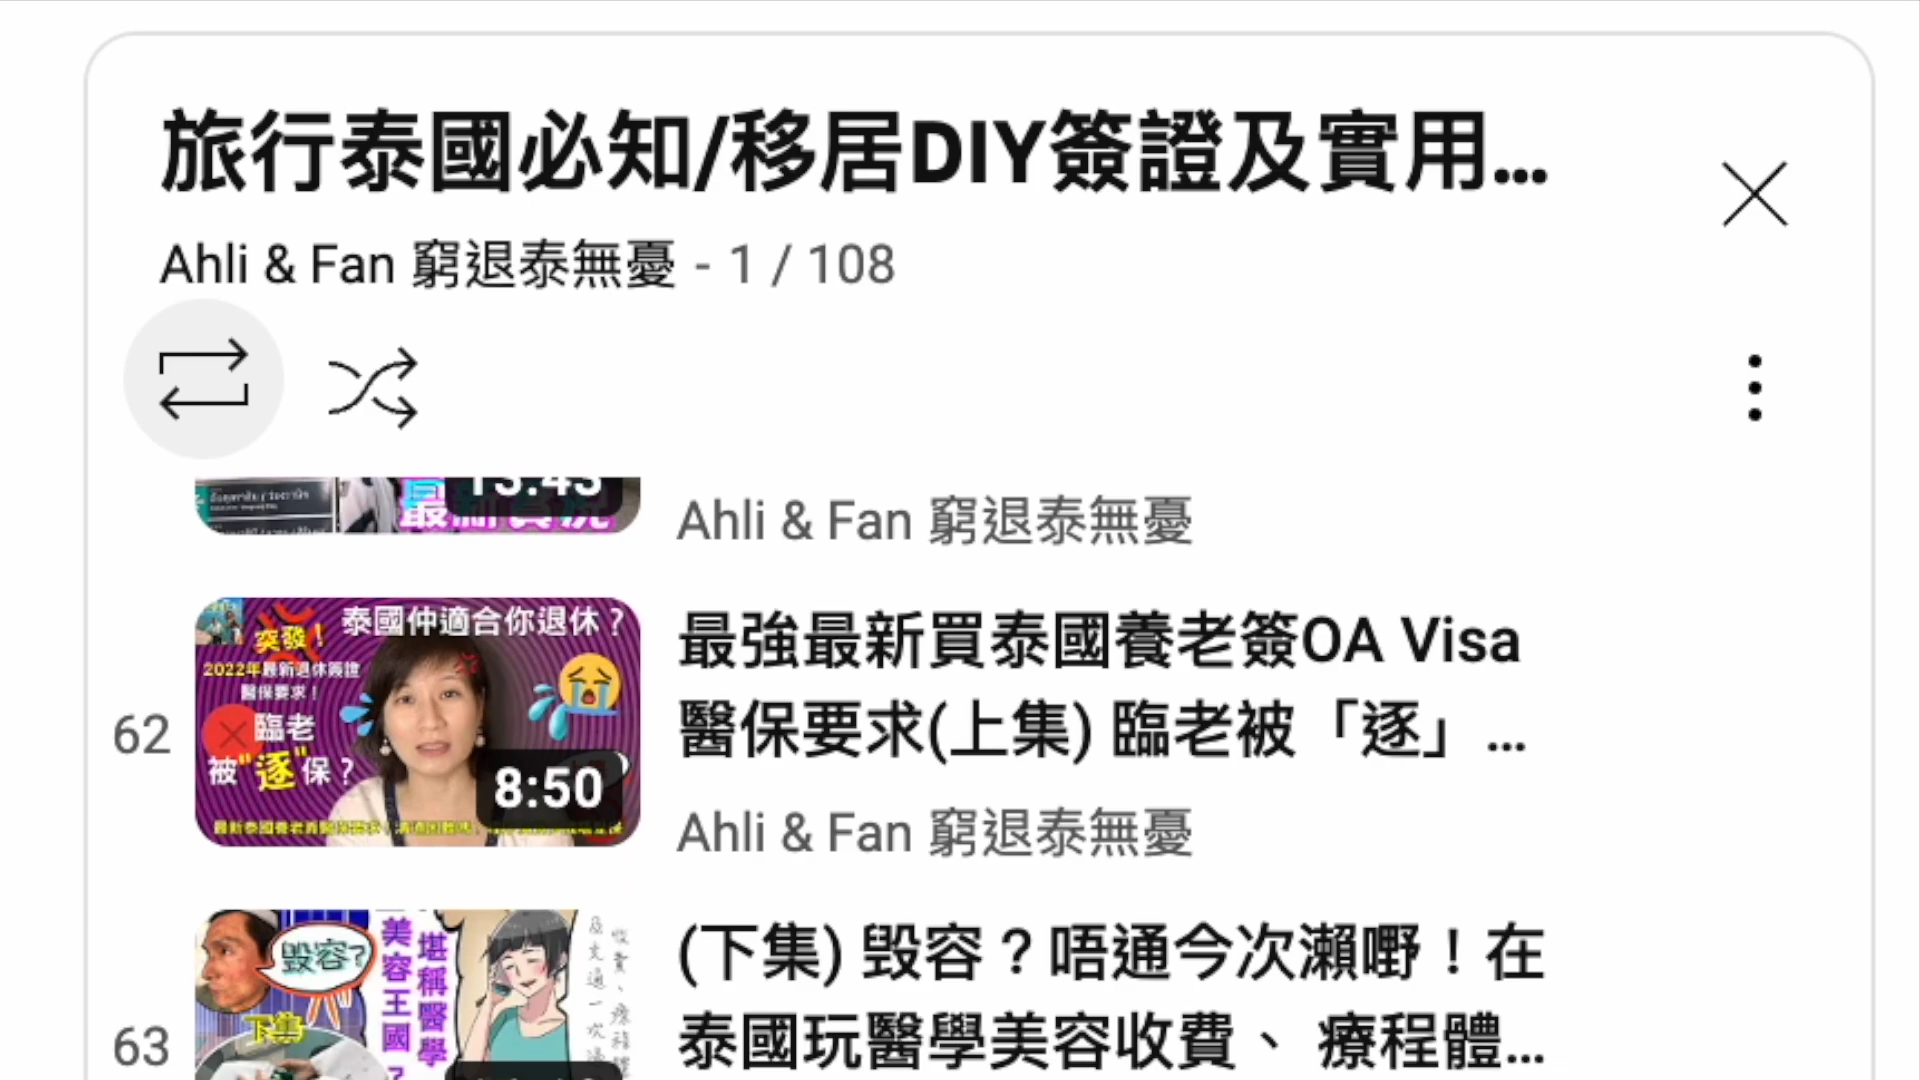 旅行泰國必知/移居DIY簽證及實用...
Ahli & Fan 窮退泰無憂 - 1 / 108
13:43
Ahli & Fan 窮退泰無憂
62
泰國仲適合你退休？
突發！
2022年最新退休簽證
醫保要求！
臨老
被"逐"保？
8:50
最強最新買泰國養老簽OA Visa
醫保要求(上集) 臨老被「逐」...
Ahli & Fan 窮退泰無憂
63
毀容?
下集
堪稱醫學
美容王國?
(下集) 毀容？唔通今次瀨嘢！在
泰國玩醫學美容收費、 療程體...